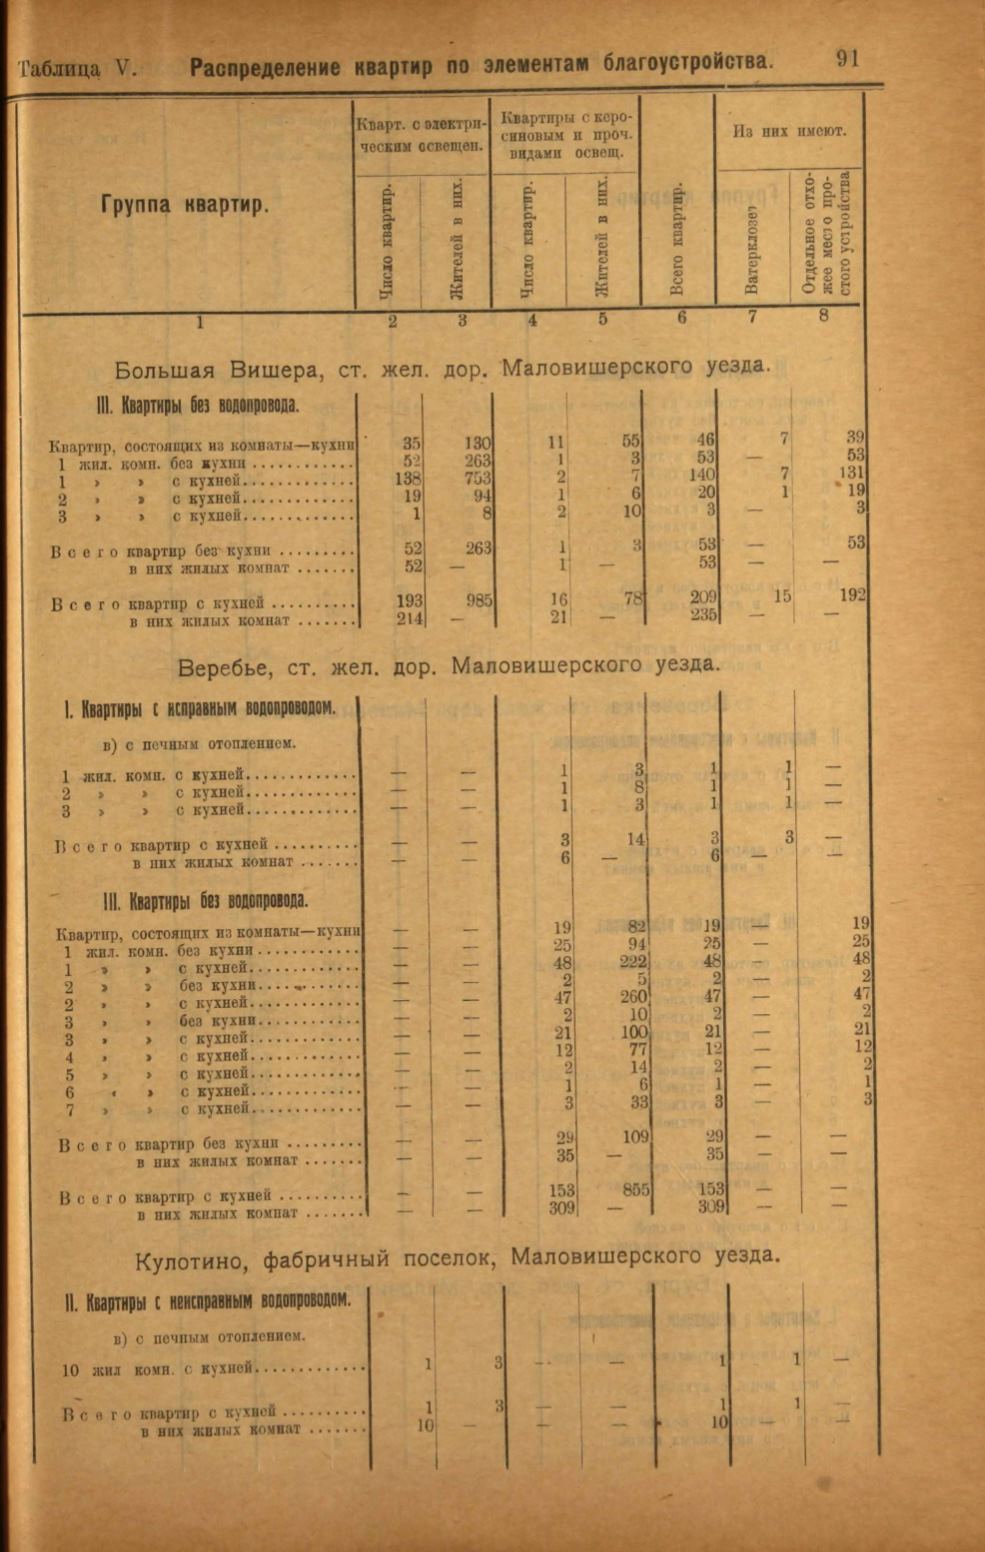 Таблица V. Распределение квартир по элементам благоустройства. 91
Группа квартир.
Кварт. с электри-
ческим освещен.
Квартиры с керо-
синовым и проч.
видами освещ.
Из них имеют.
Число квартир.
Жителей в них.
Число квартир.
Жителей в них.
Всего квартир.
Ватерклозет
Отдельное отхо-
жее место про-
стого устройства
1 2 3 4 5 6 7 8
Большая Вишера, ст. жел. дор. Маловишерского уезда.
III. Квартиры без водопровода.
Квартир, состоящих из комнаты—кухни 35 130 11 55 46 7 39
1 жил. комн. без кухни 52 263 1 3 53 — 53
1 » » с кухней 138 753 2 7 140 7 131
2 » » с кухней 19 94 1 6 20 1 19
3 » » с кухней 1 8 2 10 3 — 3
Всего квартир без кухни 52 263 1 3 53 — 53
в них жилых комнат 52 — 1 — 53 — —
Всего квартир с кухней 193 985 16 78 209 15 192
в них жилых комнат 214 — 21 — 235 — —
Веребье, ст. жел. дор. Маловишерского уезда.
I. Квартиры с исправным водопроводом.
в) с печным отоплением.
1 жил. комн. с кухней — — 1 3 1 1 —
2 » » с кухней — — 1 8 1 1 —
3 » » с кухней — — 1 3 1 1 —
Всего квартир с кухней — — 3 14 3 3 —
в них жилых комнат — — 6 — 6 — —
III. Квартиры без водопровода.
Квартир, состоящих из комнаты—кухни — — 19 82 19 — 19
1 жил. комн. без кухни — — 25 94 25 — 25
1 » » с кухней — — 48 222 48 — 48
2 » » без кухни — — 2 5 2 — 2
2 » » с кухней — — 47 260 47 — 47
3 » » без кухни — — 2 10 2 — 2
3 » » с кухней — — 21 100 21 — 21
4 » » с кухней — — 12 77 12 — 12
5 » » с кухней — — 2 14 2 — 2
6 « » с кухней — — 1 6 1 — 1
7 » » с кухней — — 3 33 3 — 3
Всего квартир без кухни — — 29 109 29 — —
в них жилых комнат — — 35 — 35 — —
Всего квартир с кухней — — 153 855 153 — —
в них жилых комнат — — 309 — 309 — —
Кулотино, фабричный поселок, Маловишерского уезда.
II. Квартиры с неисправным водопроводом.
в) с печным отоплением.
10 жил комн. с кухней 1 3 — — 1 1 —
Всего квартир с кухней 1 3 — — 1 1 —
в них жилых комнат 10 — — — 10 — —